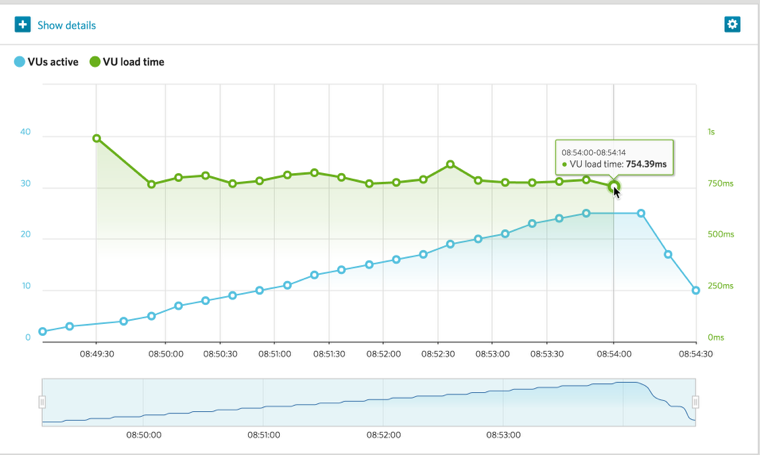 Show details
VUs active VU load time
40 1s
08:54:00-08:54:14
VU load time: 754.39ms
30 750ms
20 500ms
10 250ms
0 0ms
08:49:30 08:50:00 08:50:30 08:51:00 08:51:30 08:52:00 08:52:30 08:53:00 08:53:30 08:54:00 08:54:30
08:50:00 08:51:00 08:52:00 08:53:00